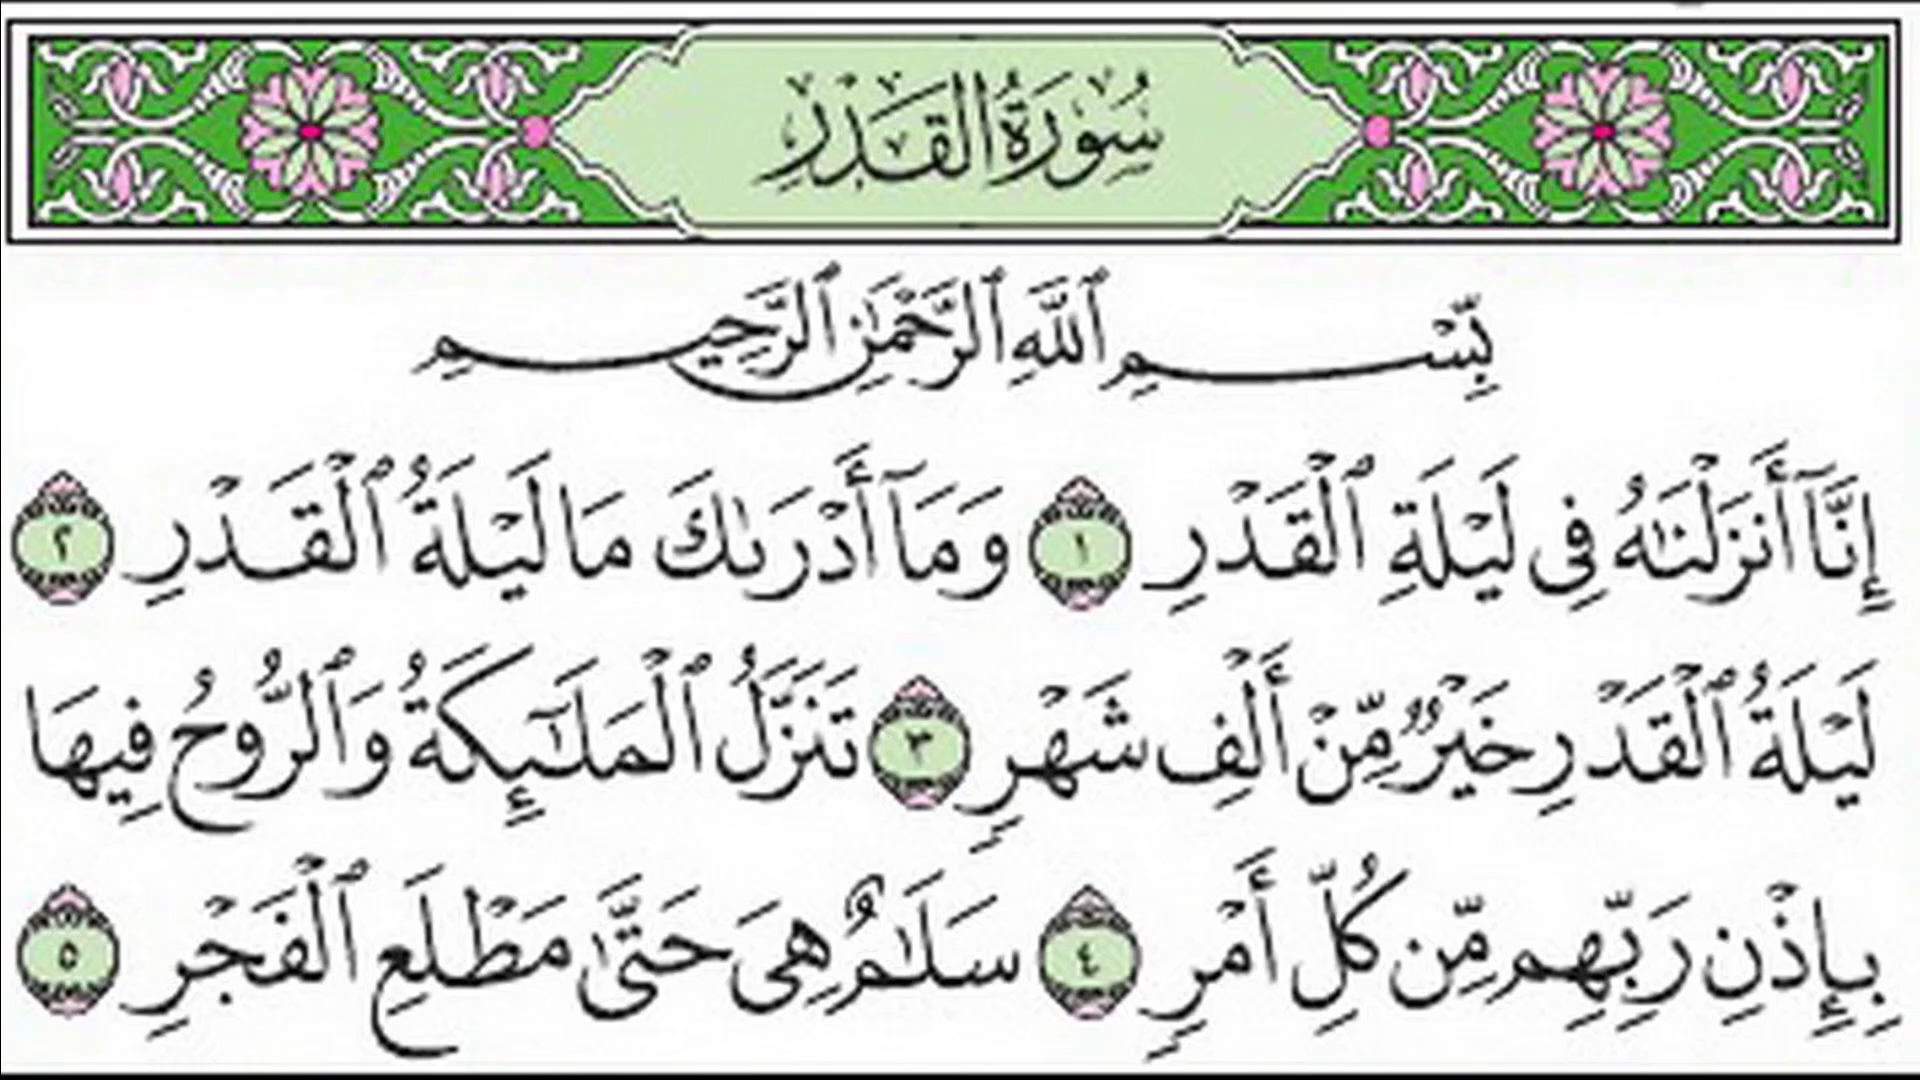 سُورَةُ القَدْرِ
بِّسْمِ ٱللَّهِ ٱلرَّحْمَٰنِ ٱلرَّحِيمِ
إِنَّآ أَنزَلْنَٰهُ فِى لَيْلَةِ ٱلْقَدْرِ ١ وَمَآ أَدْرَىٰكَ مَا لَيْلَةُ ٱلْقَدْرِ ٢
لَيْلَةُ ٱلْقَدْرِ خَيْرٌ مِّنْ أَلْفِ شَهْرٍ ٣ تَنَزَّلُ ٱلْمَلَٰٓئِكَةُ وَٱلرُّوحُ فِيهَا
بِإِذْنِ رَبِّهِم مِّن كُلِّ أَمْرٍ ٤ سَلَٰمٌ هِىَ حَتَّىٰ مَطْلَعِ ٱلْفَجْرِ ٥